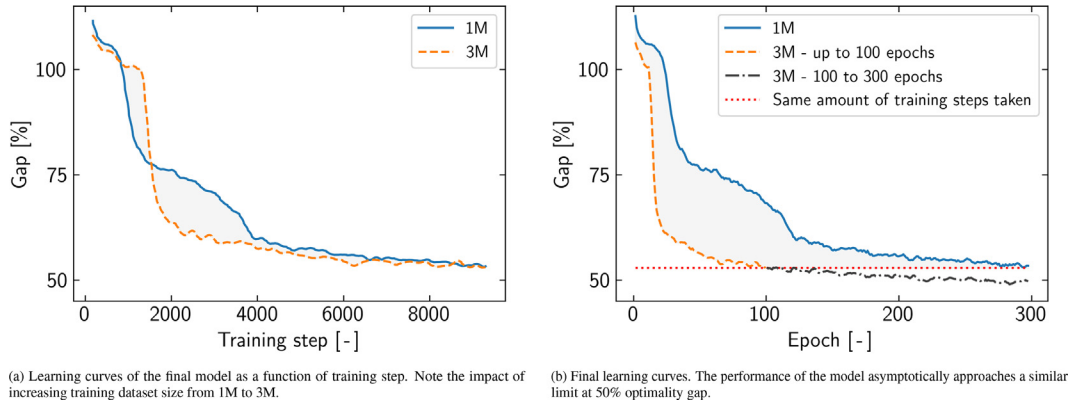 1M
3M
100
75
50
Gap [%]
0
2000
4000
6000
8000
Training step [-]
(a) Learning curves of the final model as a function of training step. Note the impact of
increasing training dataset size from 1M to 3M.
1M
3M - up to 100 epochs
3M - 100 to 300 epochs
Same amount of training steps taken
100
75
50
Gap [%]
0
100
200
300
Epoch [-]
(b) Final learning curves. The performance of the model asymptotically approaches a similar
limit at 50% optimality gap.